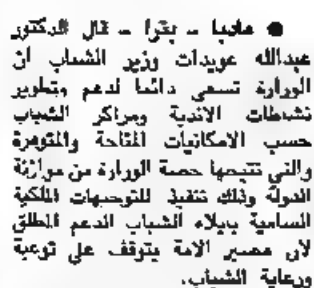 ● مادبا - بترا - قال الدكتور
عبدالله عويدات وزير الشباب ان
الوزارة تسعى دائما لدعم وتطوير
نشاطات الاندية ومراكز الشباب
حسب الامكانيات المتاحة والمتوفرة
والتي تتيحها حصة الوزارة من موازنة
الدولة وذلك تنفيذ للتوجيهات الملكية
السامية بايلاء الشباب الدعم المطلق
لان مصير الامة يتوقف على توعية
ورعاية الشباب.